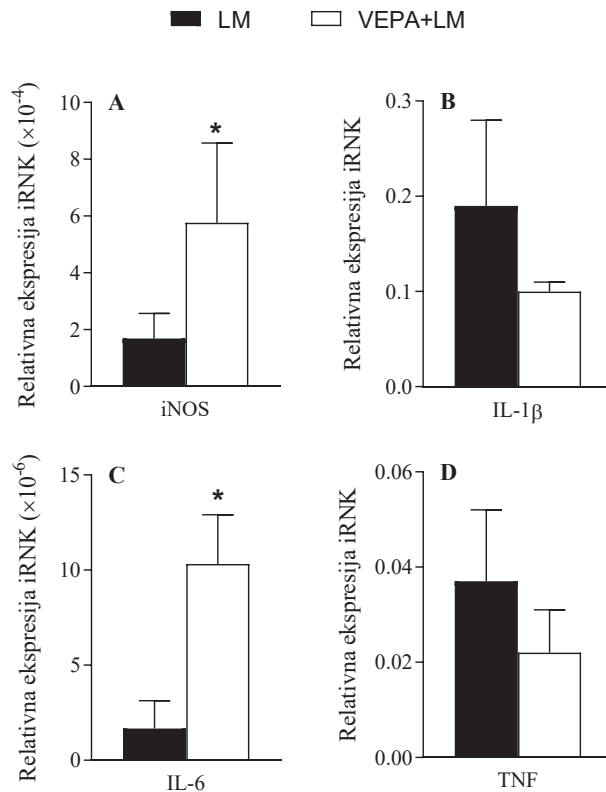 LM VEPA+LM
A
Relativna ekspresija iRNK (×10⁻⁴)
10
8
6
4
2
0
*
iNOS
B
Relativna ekspresija iRNK
0.3
0.2
0.1
0.0
IL-1β
C
Relativna ekspresija iRNK (×10⁻⁶)
15
10
5
0
*
IL-6
D
Relativna ekspresija iRNK
0.06
0.04
0.02
0.00
TNF